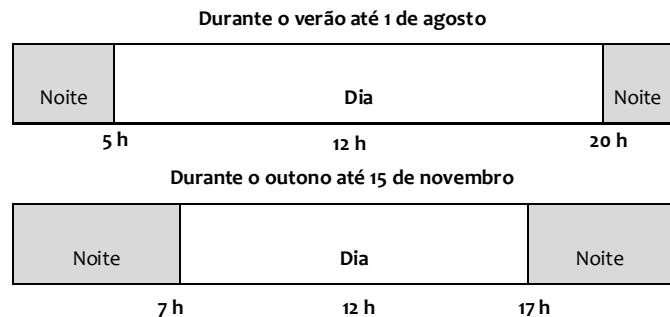 Durante o verão até 1 de agosto
Noite Dia Noite
5 h 12 h 20 h
Durante o outono até 15 de novembro
Noite Dia Noite
7 h 12 h 17 h